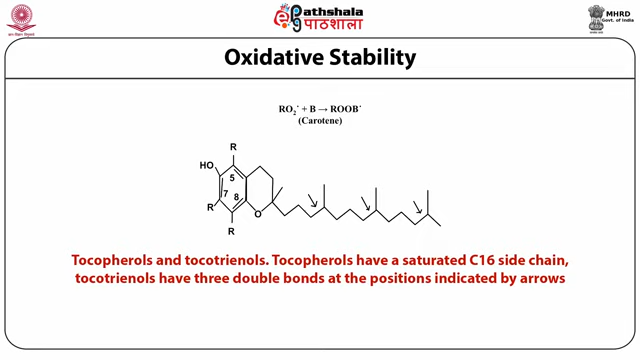 ePathshala
पाठशाला
MHRD
Govt. of India
Oxidative Stability
RO2· + B → ROOB·
(Carotene)
R
HO
5
7
8
R
O
R
Tocopherols and tocotrienols. Tocopherols have a saturated C16 side chain,
tocotrienols have three double bonds at the positions indicated by arrows